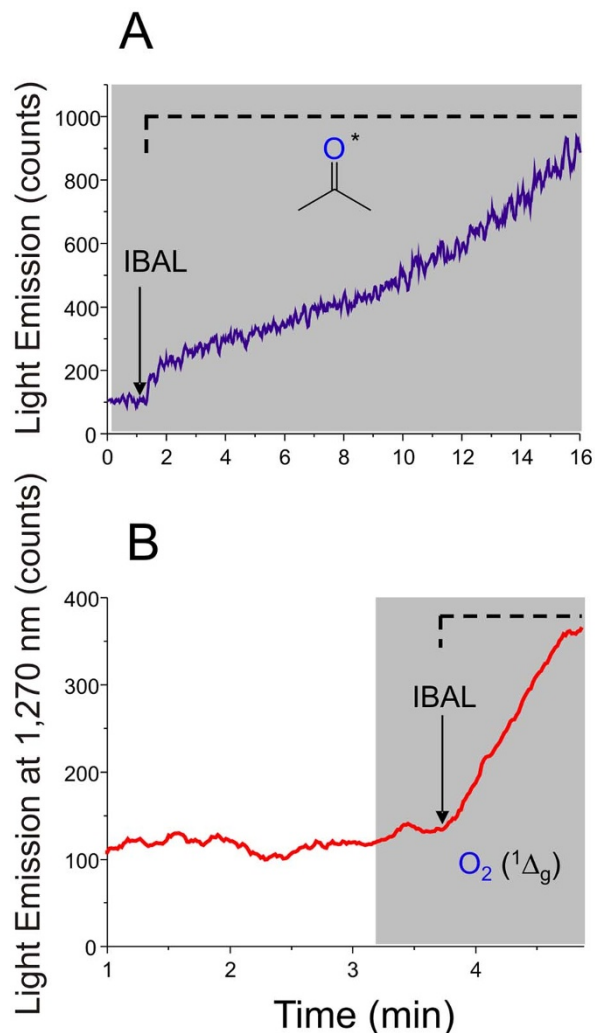 A
Light Emission (counts)
1000
800
600
400
200
0
O *
IBAL
0 2 4 6 8 10 12 14 16
B
Light Emission at 1,270 nm (counts)
400
300
200
100
0
IBAL
O₂ (¹Δg)
1 2 3 4
Time (min)